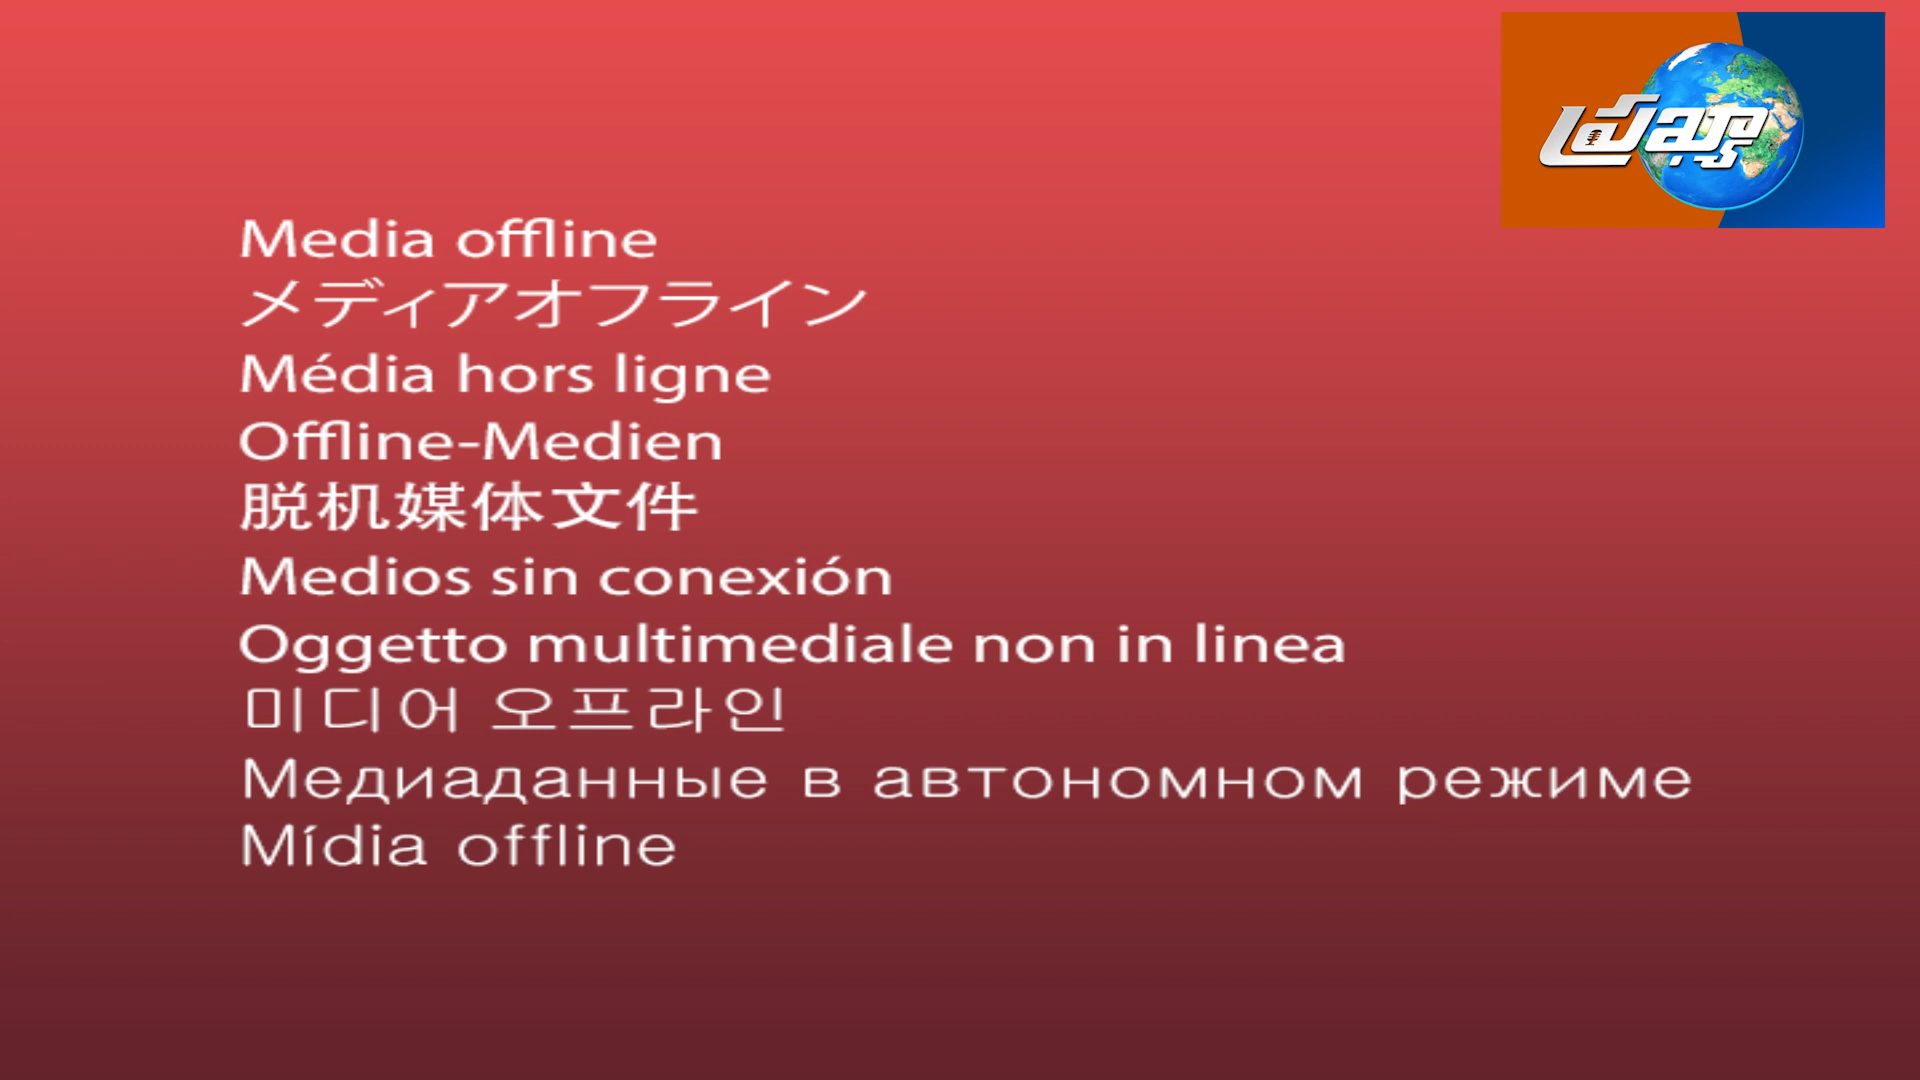 Media offline
メディアオフライン
Média hors ligne
Offline-Medien
脱机媒体文件
Medios sin conexión
Oggetto multimediale non in linea
미디어 오프라인
Медиаданные в автономном режиме
Mídia offline